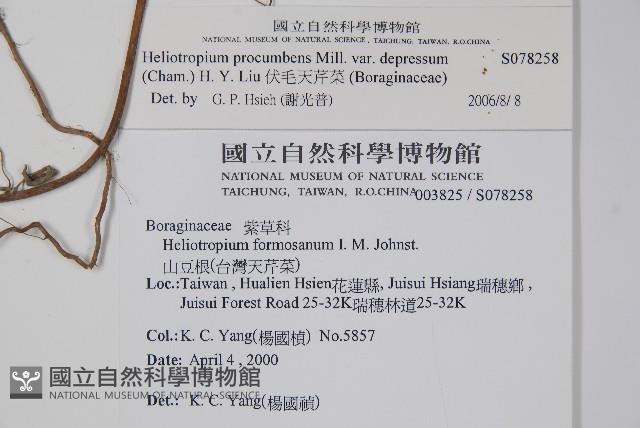 國立自然科學博物館
NATIONAL MUSEUM OF NATURAL SCIENCE , TAICHUNG, TAIWAN, R.O.CHINA
Heliotropium procumbens Mill. var. depressum S078258
(Cham.) H. Y. Liu 伏毛天芹菜 (Boraginaceae)
Det. by G. P. Hsieh (謝光普) 2006/8/ 8
國立自然科學博物館
NATIONAL MUSEUM OF NATURAL SCIENCE
TAICHUNG, TAIWAN, R.O.CHINA 003825 / S078258
Boraginaceae 紫草科
Heliotropium formosanum I. M. Johnst.
山豆根(台灣天芹菜)
Loc.:Taiwan , Hualien Hsien花蓮縣, Juisui Hsiang瑞穗鄉 ,
Juisui Forest Road 25-32K瑞穗林道25-32K
Col.:K. C. Yang(楊國楨) No.5857
Date: April 4 , 2000
國立自然科學博物館
NATIONAL MUSEUM OF NATURAL SCIENCE
Det.: K. C. Yang(楊國禎)